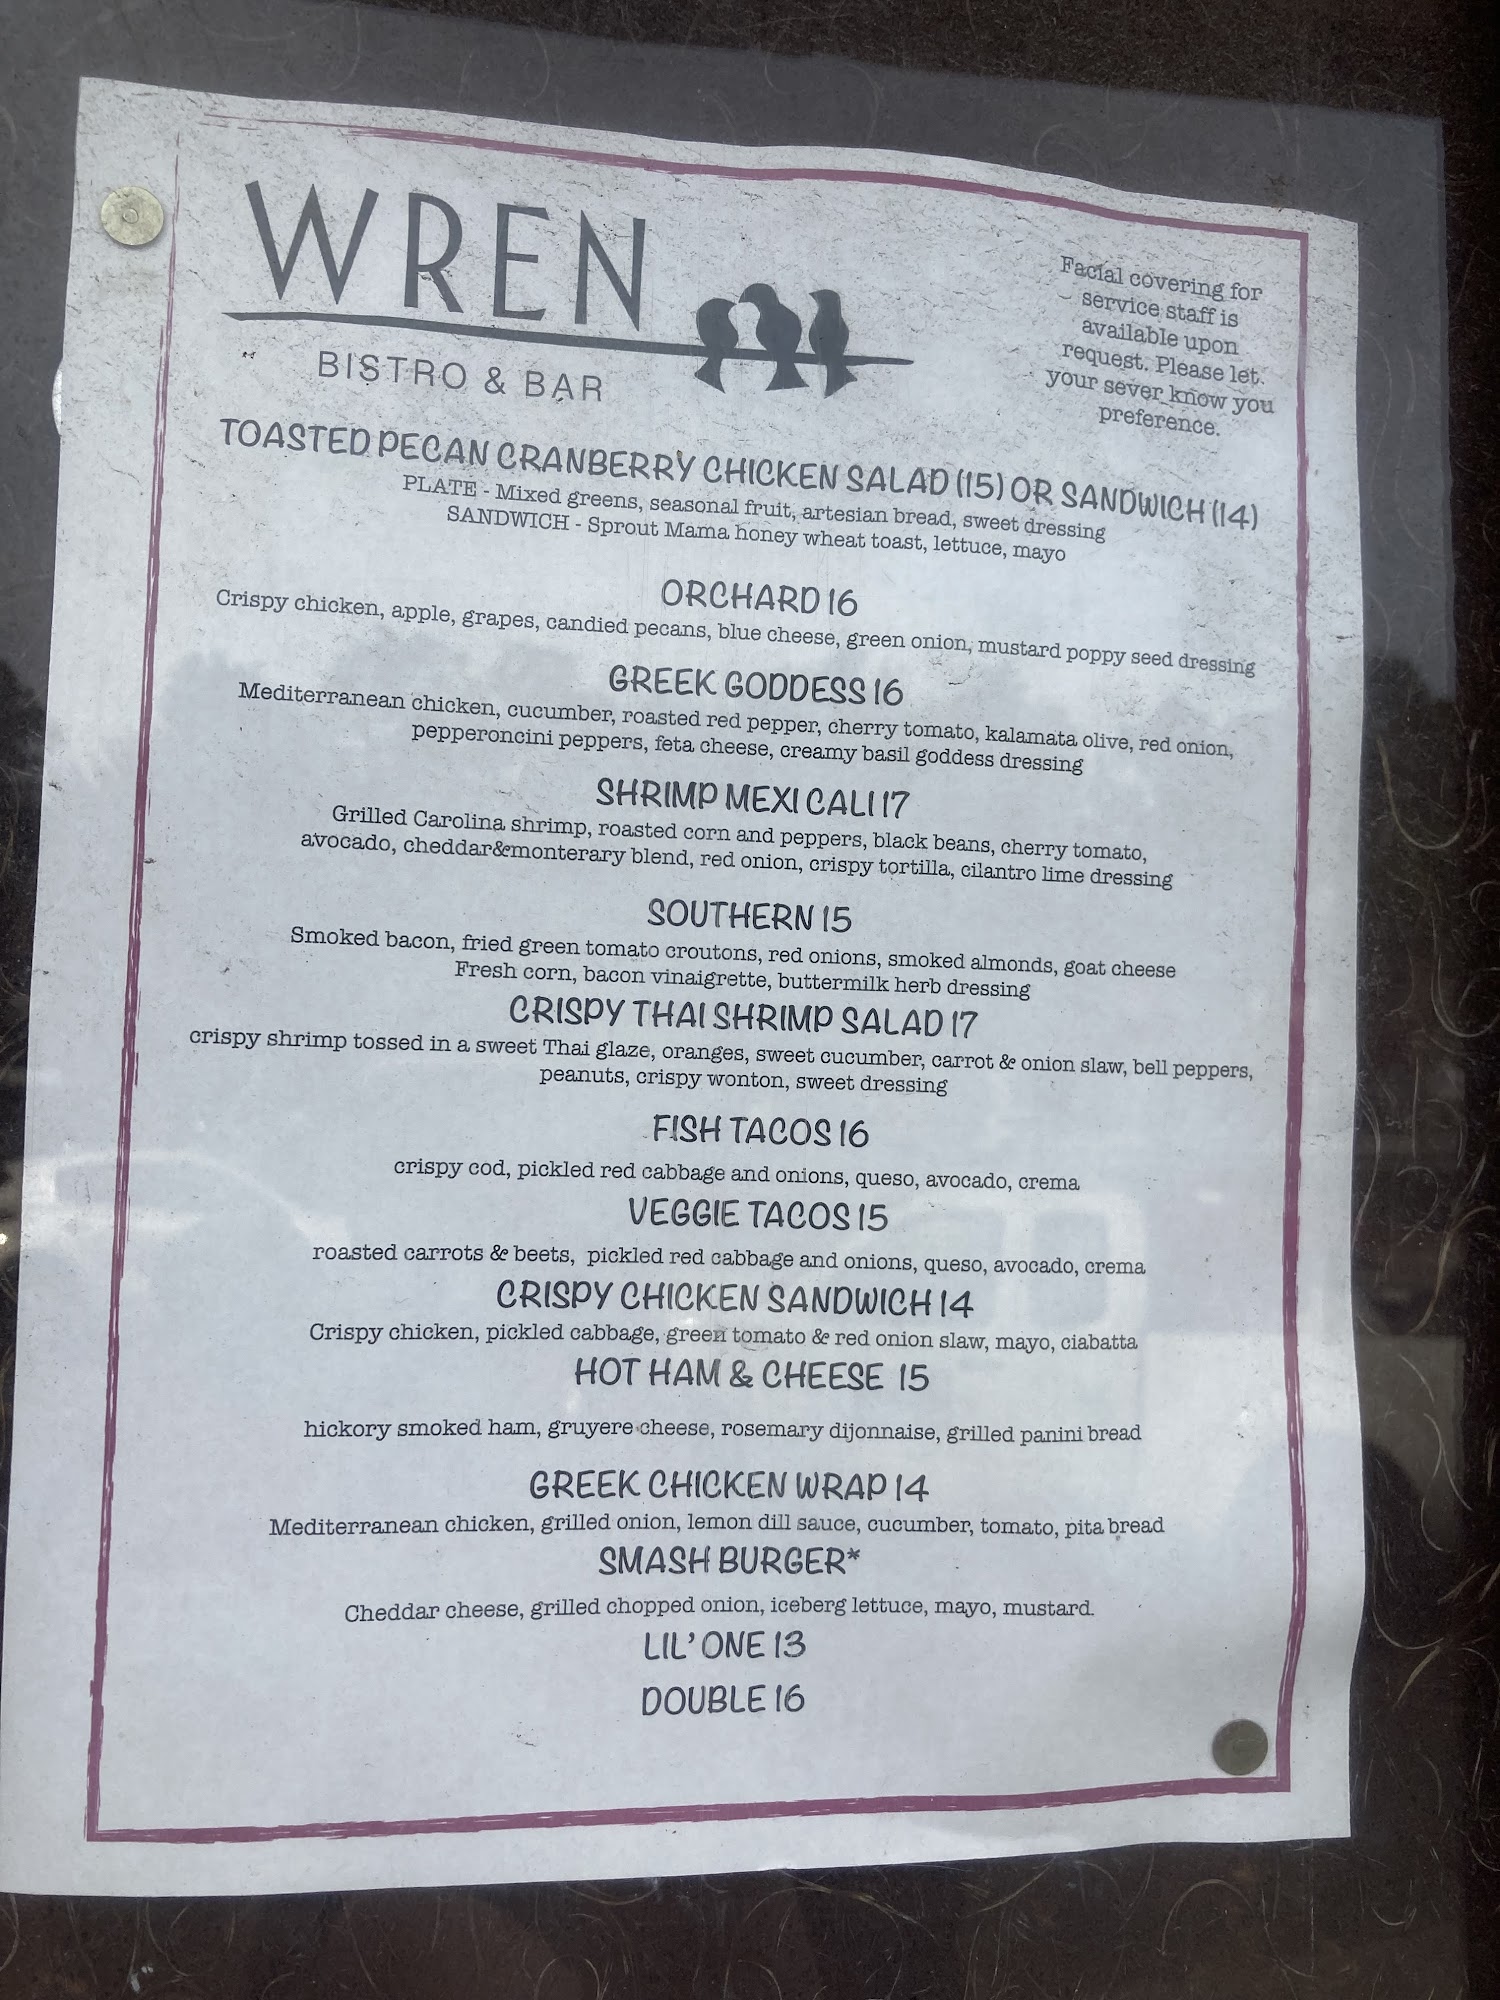 WREN
BISTRO & BAR
Facial covering for
service staff is
available upon
request. Please let.
your sever know you
preference.
TOASTED PECAN CRANBERRY CHICKEN SALAD (15) OR SANDWICH (14)
PLATE - Mixed greens, seasonal fruit, artesian bread, sweet dressing
SANDWICH - Sprout Mama honey wheat toast, lettuce, mayo
ORCHARD 16
Crispy chicken, apple, grapes, candied pecans, blue cheese, green onion, mustard poppy seed dressing
GREEK GODDESS 16
Mediterranean chicken, cucumber, roasted red pepper, cherry tomato, kalamata olive, red onion,
pepperoncini peppers, feta cheese, creamy basil goddess dressing
SHRIMP MEXI CALI 17
Grilled Carolina shrimp, roasted corn and peppers, black beans, cherry tomato,
avocado, cheddar&monterary blend, red onion, crispy tortilla, cilantro lime dressing
SOUTHERN 15
Smoked bacon, fried green tomato croutons, red onions, smoked almonds, goat cheese
Fresh corn, bacon vinaigrette, buttermilk herb dressing
CRISPY THAI SHRIMP SALAD 17
crispy shrimp tossed in a sweet Thai glaze, oranges, sweet cucumber, carrot & onion slaw, bell peppers,
peanuts, crispy wonton, sweet dressing
FISH TACOS 16
crispy cod, pickled red cabbage and onions, queso, avocado, crema
VEGGIE TACOS 15
roasted carrots & beets, pickled red cabbage and onions, queso, avocado, crema
CRISPY CHICKEN SANDWICH 14
Crispy chicken, pickled cabbage, green tomato & red onion slaw, mayo, ciabatta
HOT HAM & CHEESE 15
hickory smoked ham, gruyere cheese, rosemary dijonnaise, grilled panini bread
GREEK CHICKEN WRAP 14
Mediterranean chicken, grilled onion, lemon dill sauce, cucumber, tomato, pita bread
SMASH BURGER*
Cheddar cheese, grilled chopped onion, iceberg lettuce, mayo, mustard.
LIL' ONE 13
DOUBLE 16